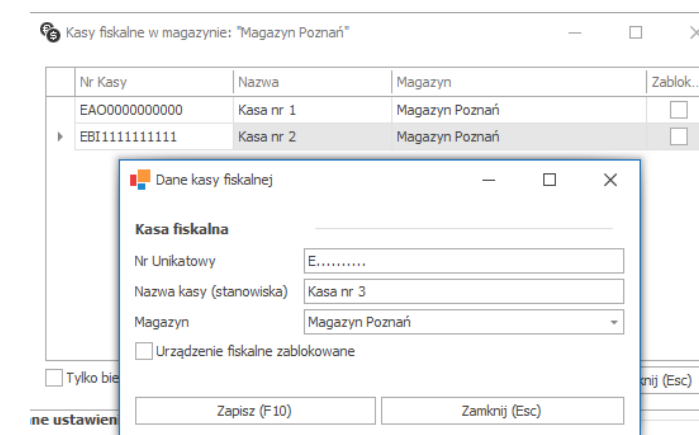 Kasy fiskalne w magazynie: "Magazyn Poznań"
Nr Kasy Nazwa Magazyn Zablok...
EAO0000000000 Kasa nr 1 Magazyn Poznań
EBI1111111111 Kasa nr 2 Magazyn Poznań
Dane kasy fiskalnej
Kasa fiskalna
Nr Unikatowy E..........
Nazwa kasy (stanowiska) Kasa nr 3
Magazyn Magazyn Poznań
Urządzenie fiskalne zablokowane
Tylko bie knij (Esc)
Zapisz (F10) Zamknij (Esc)
ne ustawien